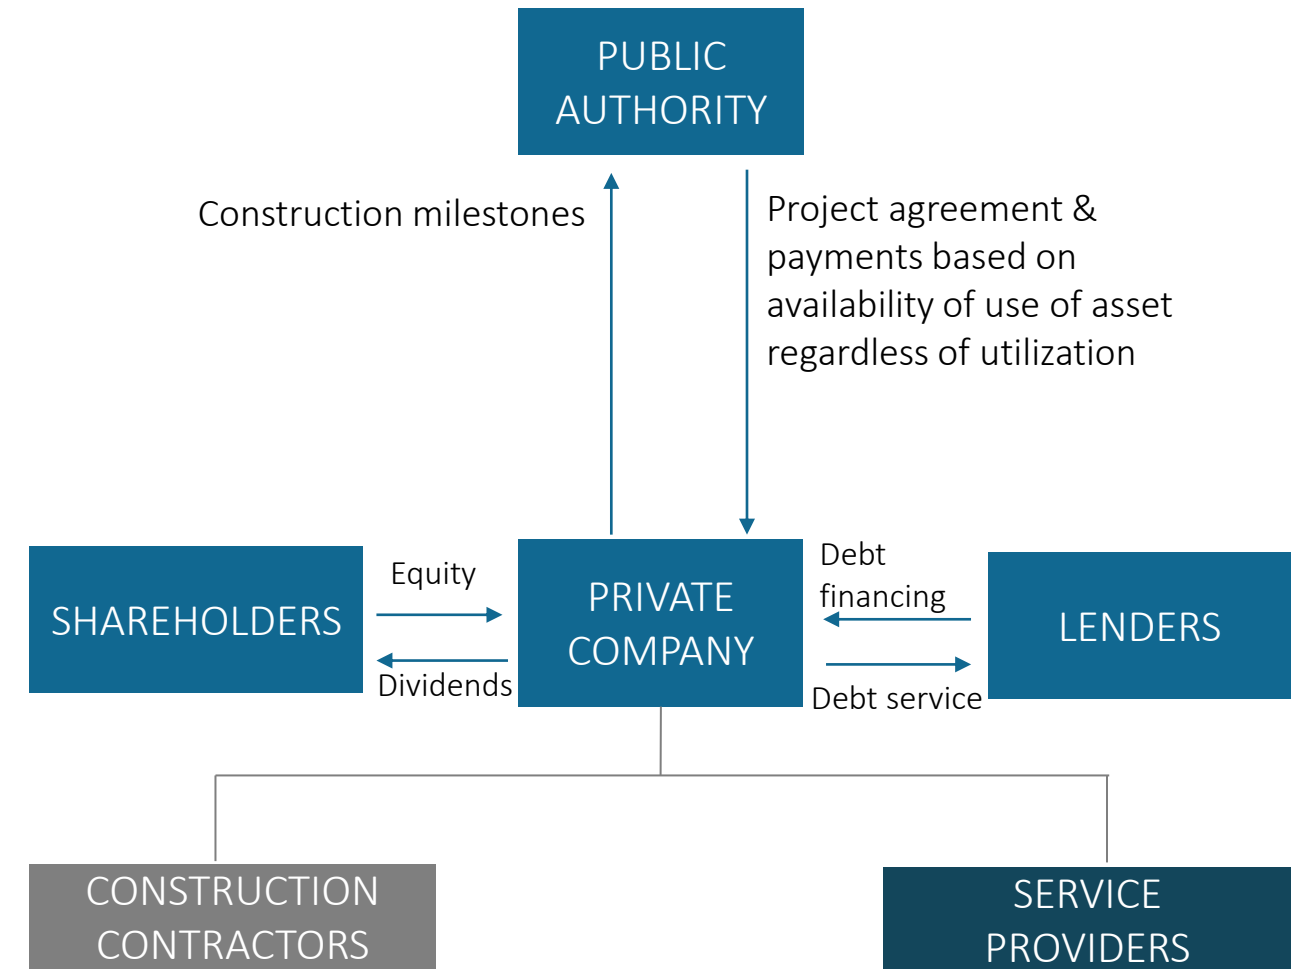 PUBLIC
AUTHORITY
Construction milestones
Project agreement &
payments based on
availability of use of asset
regardless of utilization
SHAREHOLDERS
Equity
Dividends
PRIVATE
COMPANY
Debt
financing
Debt service
LENDERS
CONSTRUCTION
CONTRACTORS
SERVICE
PROVIDERS